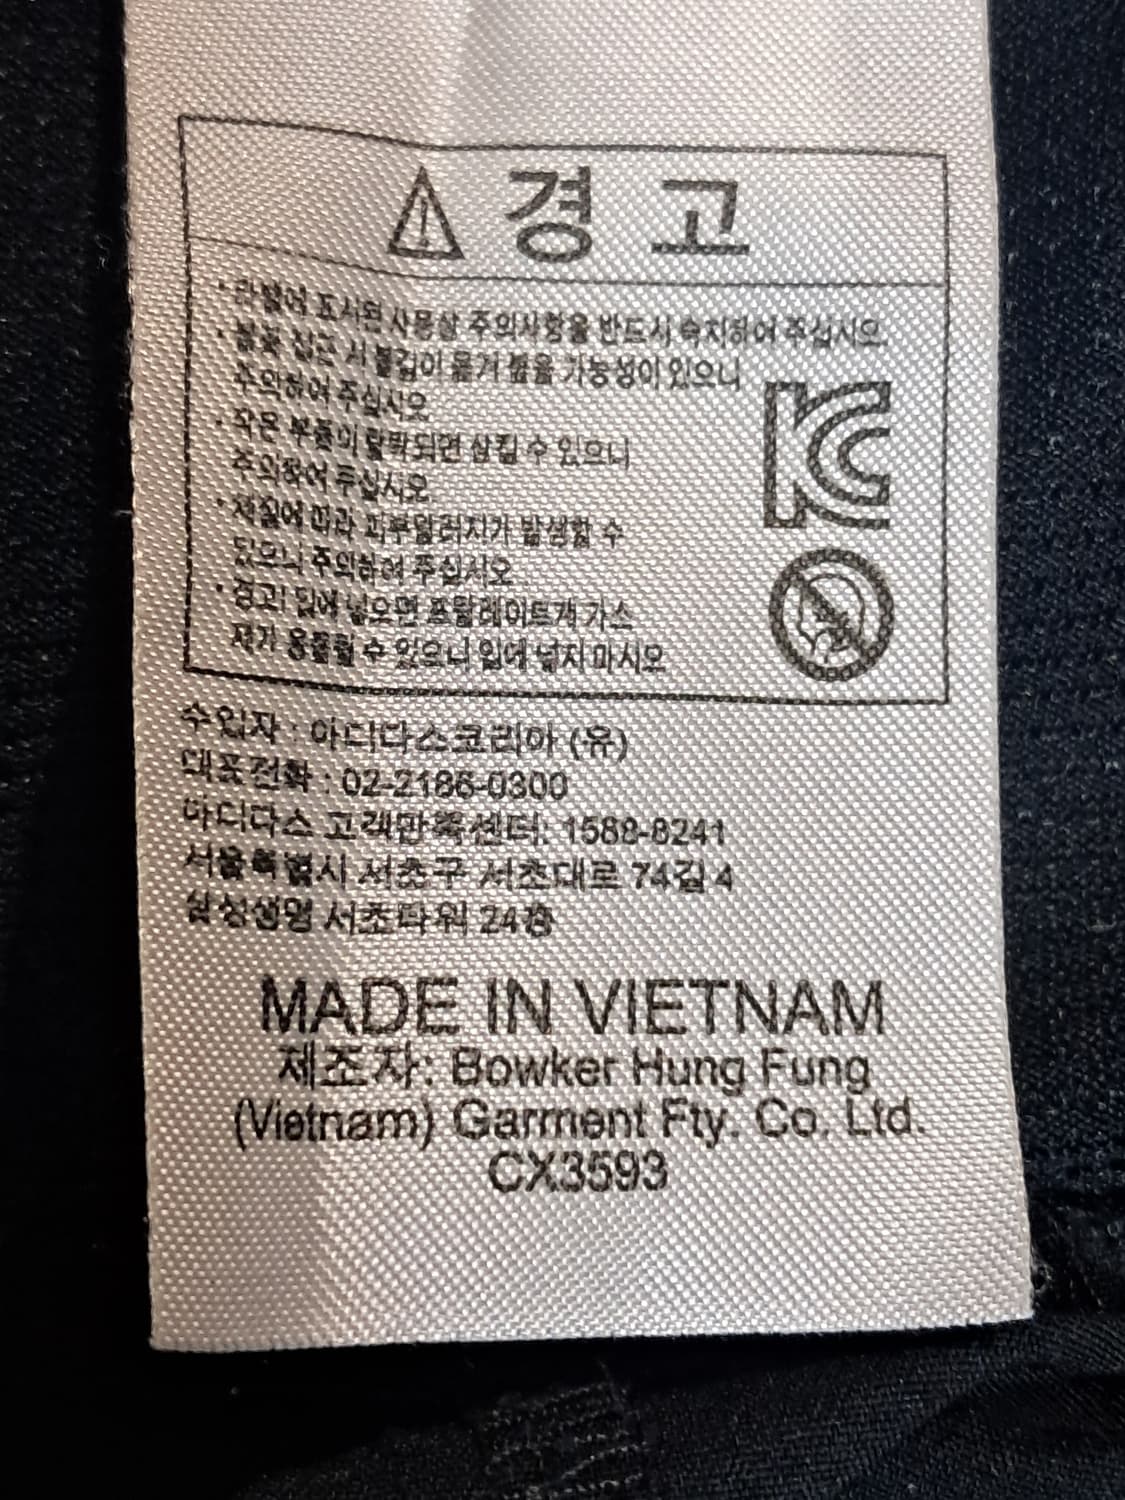 경 고
· 라벨에 표시된 사용상 주의사항을 반드시 숙지하여 주십시오.
· 불꽃 접근 시 불길이 옮겨 붙을 가능성이 있으니
주의하여 주십시오
· 작은 부품이 탈락되면 삼킬 수 있으니
주의하여 주십시오.
· 재질에 따라 피부알러지가 발생할 수
있으니 주의하여 주십시오.
· 경고! 입에 넣으면 프탈레이트계 가소
제가 용출될 수 있으니 입에 넣지 마시오
KC
수입자 : 아디다스코리아 (유)
대표전화 : 02-2186-0300
아디다스 고객만족센터: 1588-8241
서울특별시 서초구 서초대로 74길 4
삼성생명 서초타워 24층
MADE IN VIETNAM
제조자: Bowker Hung Fung
(Vietnam) Garment Fty. Co. Ltd.
CX3593